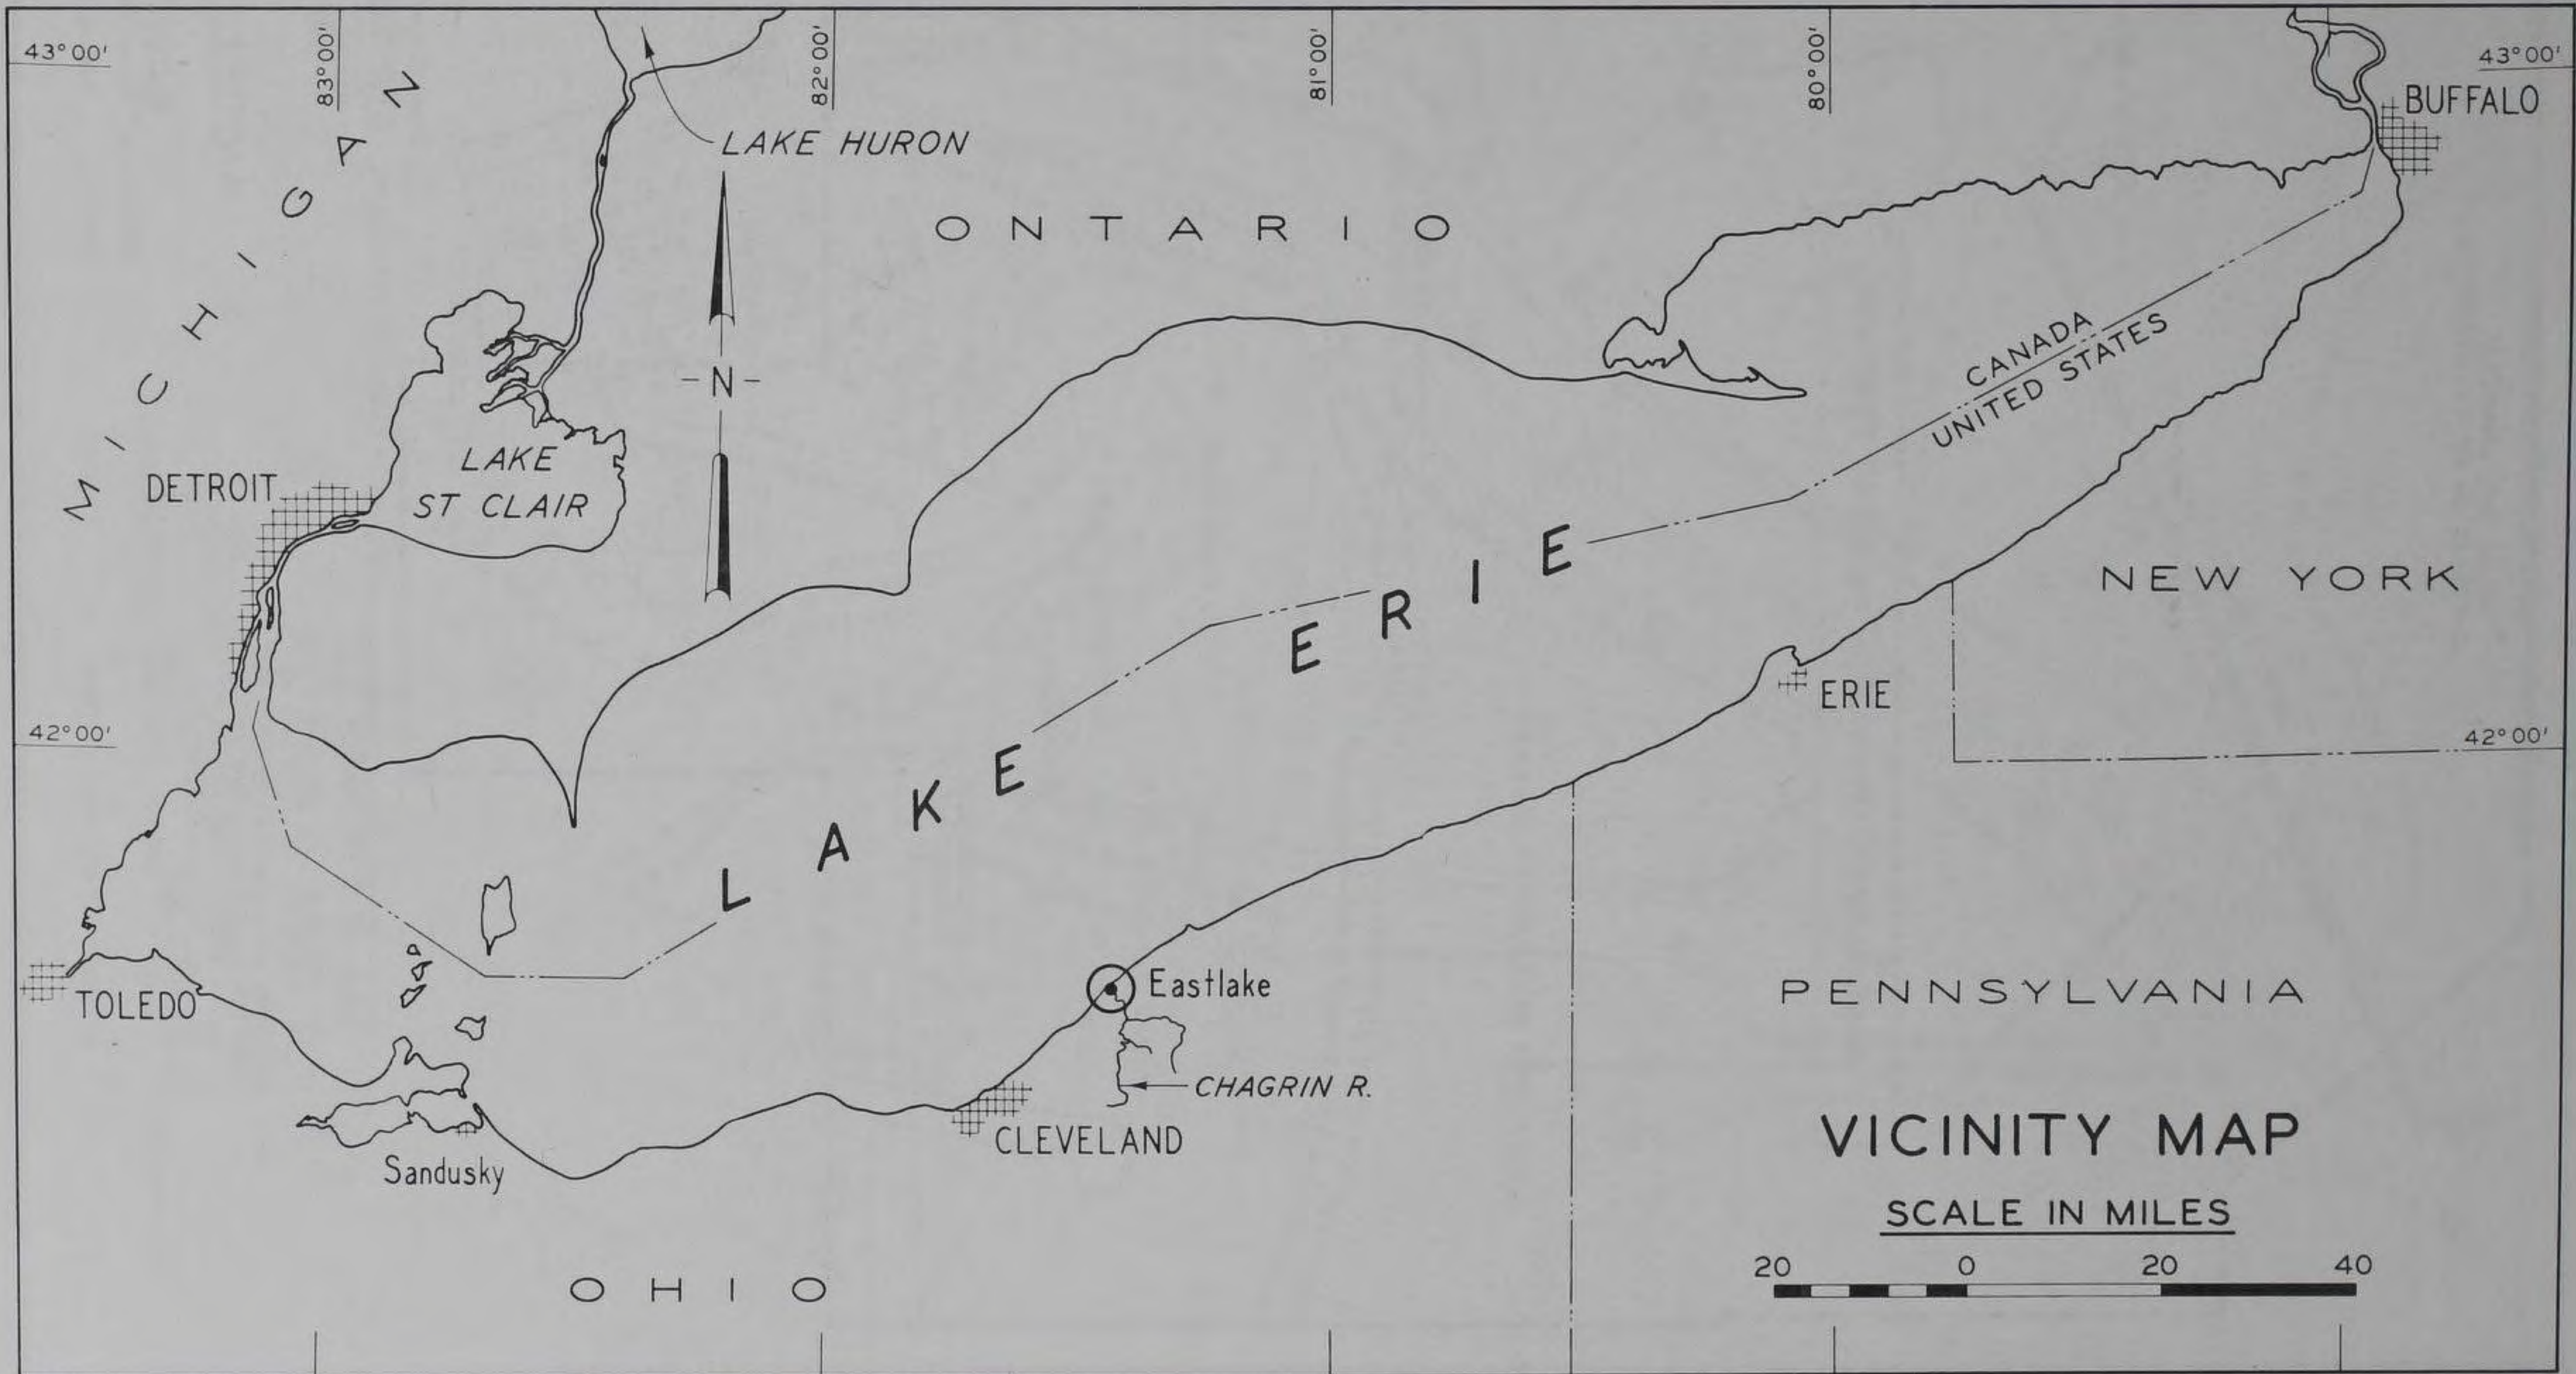 43°00'
83°00'
82°00'
81°00'
80°00'
43°00'
BUFFALO
LAKE HURON
MICHIGAN
ONTARIO
CANADA
UNITED STATES
-N-
LAKE
ST CLAIR
DETROIT
LAKE ERIE
NEW YORK
ERIE
42°00'
42°00'
TOLEDO
Eastlake
PENNSYLVANIA
CHAGRIN R.
CLEVELAND
Sandusky
OHIO
VICINITY MAP
SCALE IN MILES
20 0 20 40